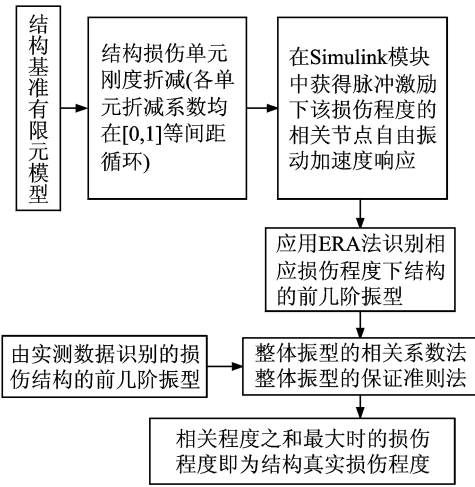 结构基准有限元模型
结构损伤单元
刚度折减(各单
元折减系数均
在[0,1]等间距
循环)
在Simulink模块
中获得脉冲激励
下该损伤程度的
相关节点自由振
动加速度响应
应用ERA法识别相
应损伤程度下结构
的前几阶振型
由实测数据识别的损
伤结构的前几阶振型
整体振型的相关系数法
整体振型的保证准则法
相关程度之和最大时的损伤
程度即为结构真实损伤程度